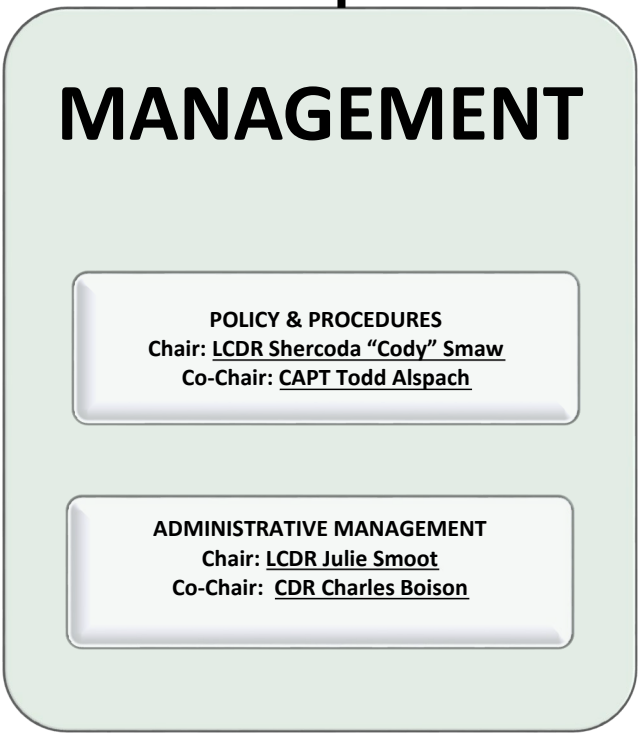 MANAGEMENT
POLICY & PROCEDURES
Chair: LCDR Shercoda “Cody” Smaw
Co-Chair: CAPT Todd Alspach
ADMINISTRATIVE MANAGEMENT
Chair: LCDR Julie Smoot
Co-Chair: CDR Charles Boison